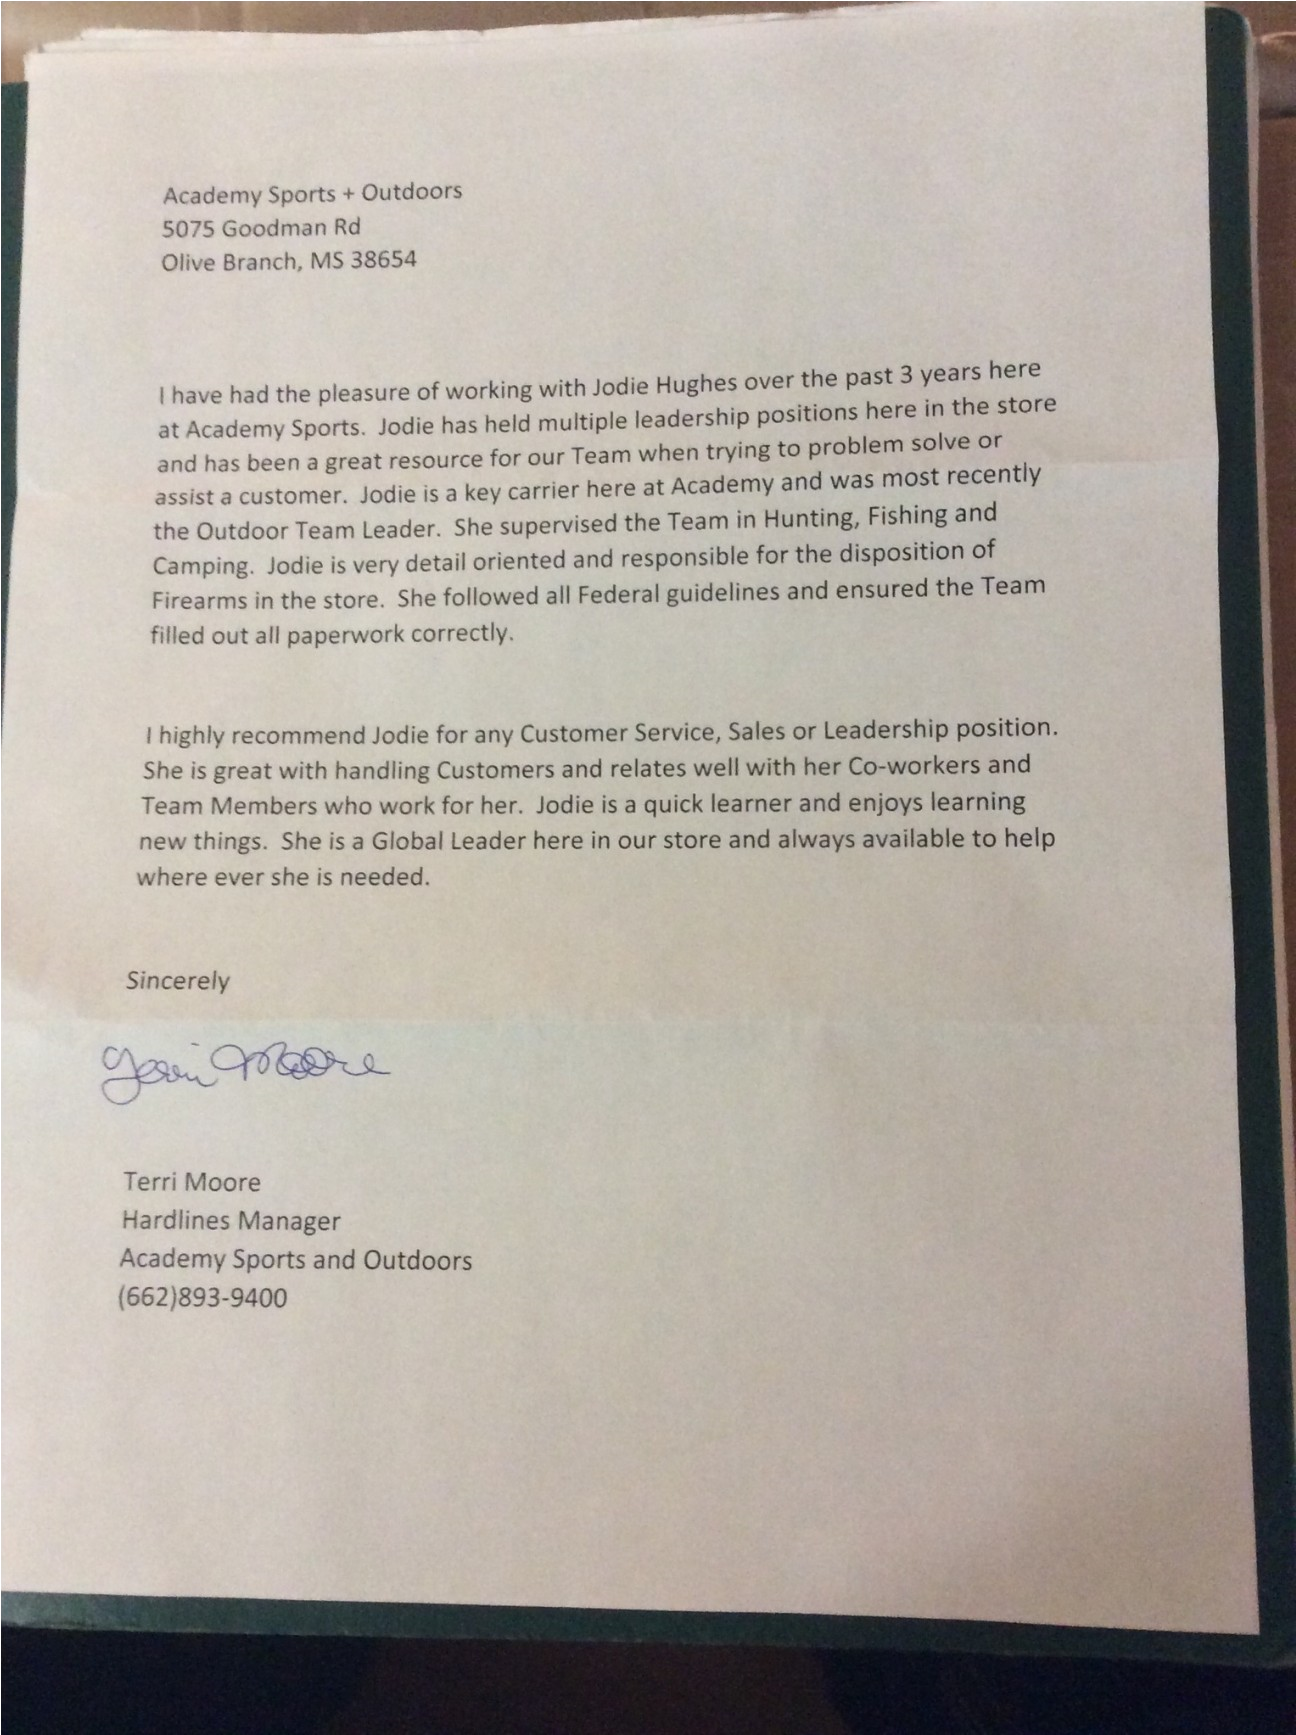 Academy Sports + Outdoors
5075 Goodman Rd
Olive Branch, MS 38654
I have had the pleasure of working with Jodie Hughes over the past 3 years here
at Academy Sports.  Jodie has held multiple leadership positions here in the store
and has been a great resource for our Team when trying to problem solve or
assist a customer.  Jodie is a key carrier here at Academy and was most recently
the Outdoor Team Leader.  She supervised the Team in Hunting, Fishing and
Camping.  Jodie is very detail oriented and responsible for the disposition of
Firearms in the store.  She followed all Federal guidelines and ensured the Team
filled out all paperwork correctly.
I highly recommend Jodie for any Customer Service, Sales or Leadership position.
She is great with handling Customers and relates well with her Co-workers and
Team Members who work for her.  Jodie is a quick learner and enjoys learning
new things.  She is a Global Leader here in our store and always available to help
where ever she is needed.
Sincerely
Terri Moore
Terri Moore
Hardlines Manager
Academy Sports and Outdoors
(662)893-9400